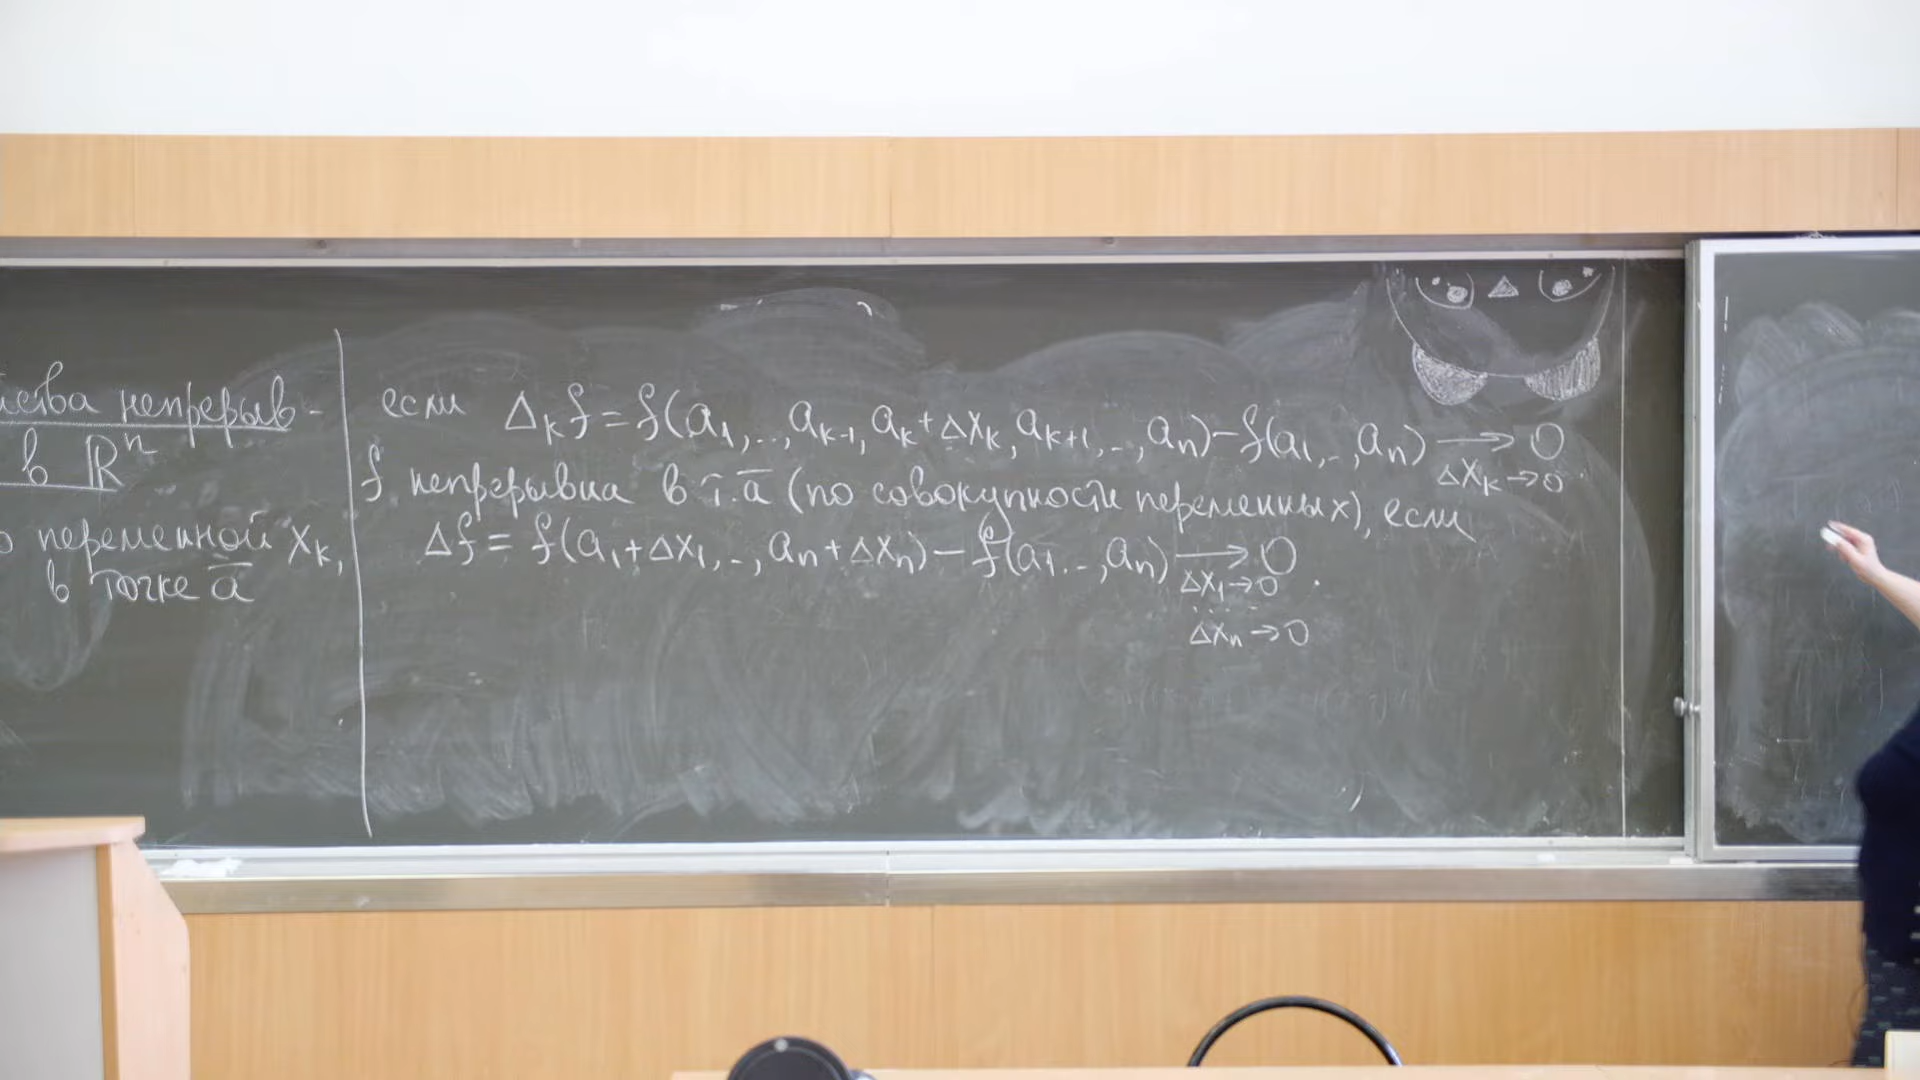 непрерыв-
в ℝⁿ
переменной xₖ,
в точке a̅
если Δₖf = f(a₁,..,aₖ₋₁, aₖ+Δxₖ, aₖ₊₁,..,aₙ) − f(a₁,..,aₙ) → 0
Δxₖ→0.
f непрерывна в т. a̅ (по совокупности переменных), если
Δf = f(a₁+Δx₁,..,aₙ+Δxₙ) − f(a₁..,aₙ) → 0
Δx₁→0.
...
Δxₙ→0